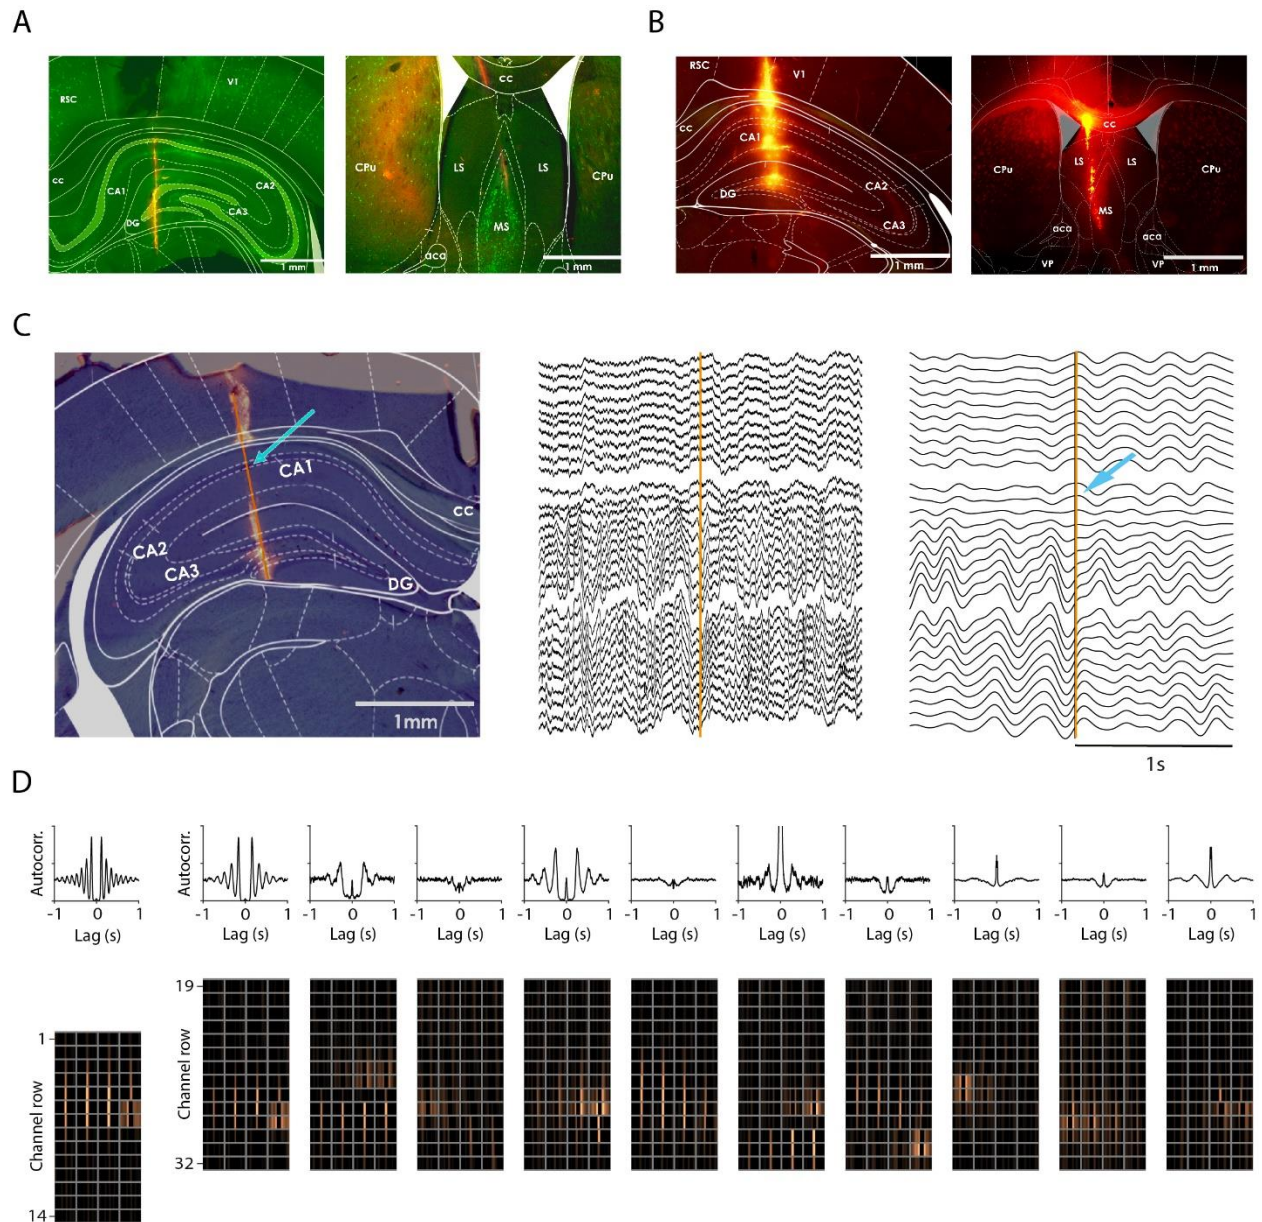 A
B
RSC
V1
cc
CA1
CA2
CA3
DG
1 mm
cc
CPu
LS
LS
CPu
MS
aca
1 mm
RSC
V1
cc
CA1
CA2
DG
CA3
1 mm
cc
CPu
LS
LS
CPu
MS
aca
aca
VP
VP
1 mm
C
CA1
CC
CA2
CA3
DG
1mm
1s
D
Autocorr.
Autocorr.
-1 0 1
-1 0 1
-1 0 1
-1 0 1
-1 0 1
-1 0 1
-1 0 1
-1 0 1
-1 0 1
-1 0 1
-1 0 1
Lag (s)
Lag (s)
Lag (s)
Lag (s)
Lag (s)
Lag (s)
Lag (s)
Lag (s)
Lag (s)
Lag (s)
Lag (s)
1
Channel row
14
19
Channel row
32